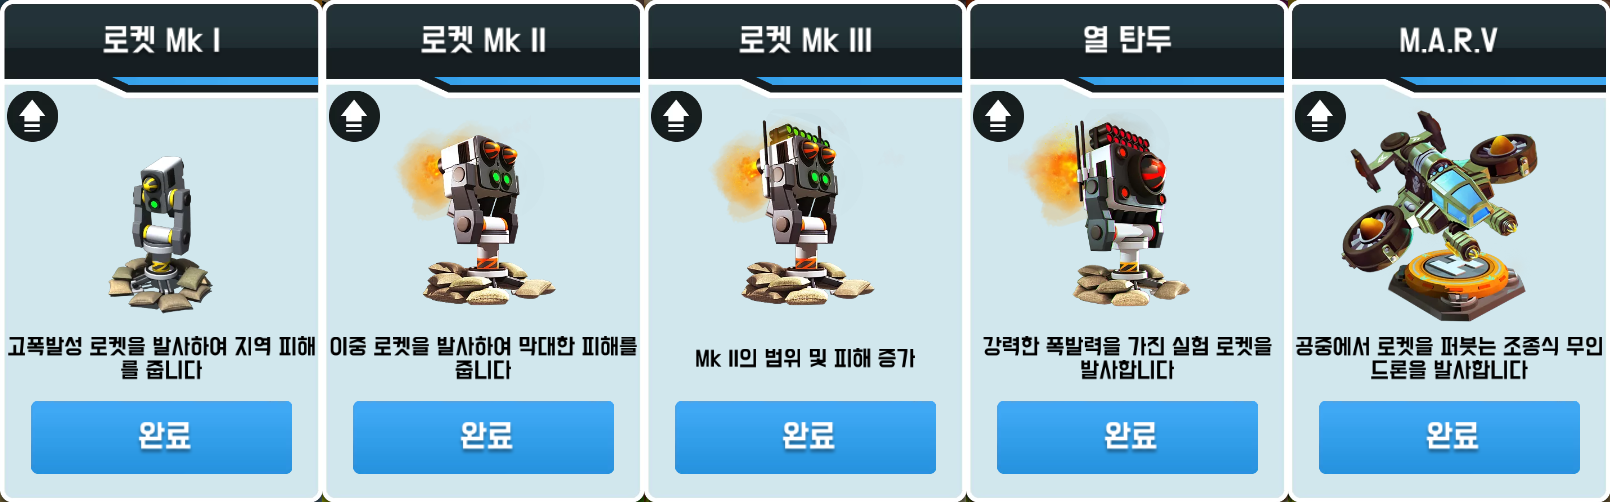 로켓 Mk I
고폭발성 로켓을 발사하여 지역 피해
를 줍니다
완료
로켓 Mk II
이중 로켓을 발사하여 막대한 피해를
줍니다
완료
로켓 Mk III
Mk II의 범위 및 피해 증가
완료
열 탄두
강력한 폭발력을 가진 실험 로켓을
발사합니다
완료
M.A.R.V
공중에서 로켓을 퍼붓는 조종식 무인
드론을 발사합니다
완료